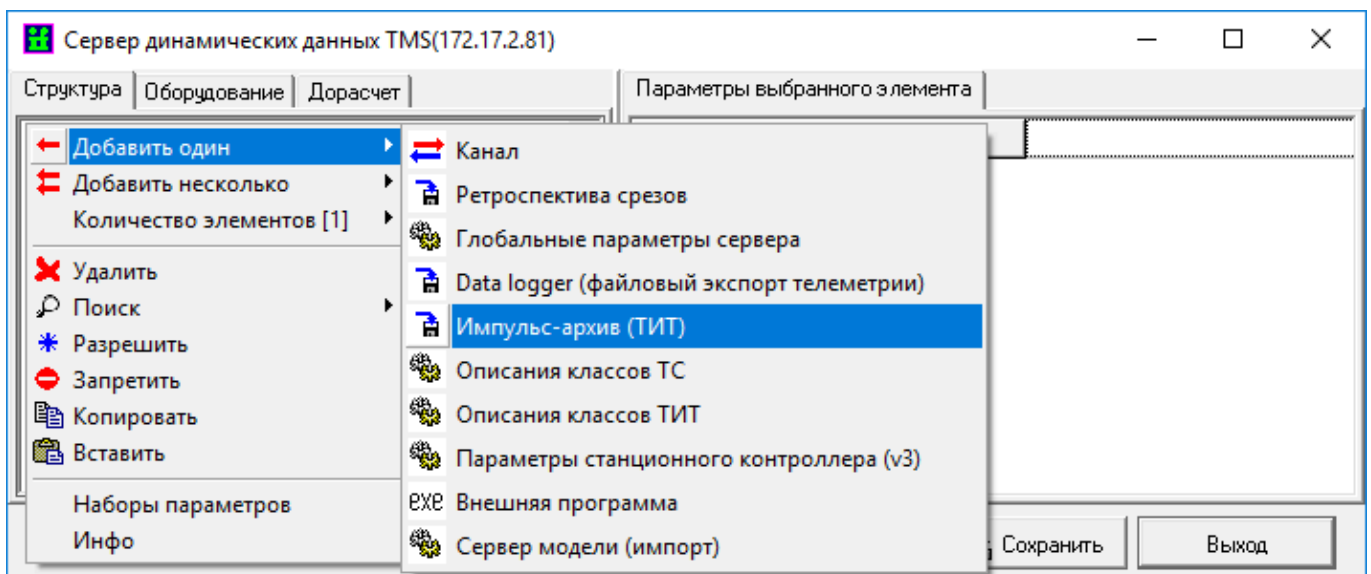 Сервер динамических данных TMS(172.17.2.81)
Структура Оборудование Дорасчет Параметры выбранного элемента
Добавить один
Добавить несколько
Количество элементов [1]
Удалить
Поиск
Разрешить
Запретить
Копировать
Вставить
Наборы параметров
Инфо
Канал
Ретроспектива срезов
Глобальные параметры сервера
Data logger (файловый экспорт телеметрии)
Импульс-архив (ТИТ)
Описания классов ТС
Описания классов ТИТ
Параметры станционного контроллера (v3)
exe Внешняя программа
Сервер модели (импорт)
Сохранить Выход